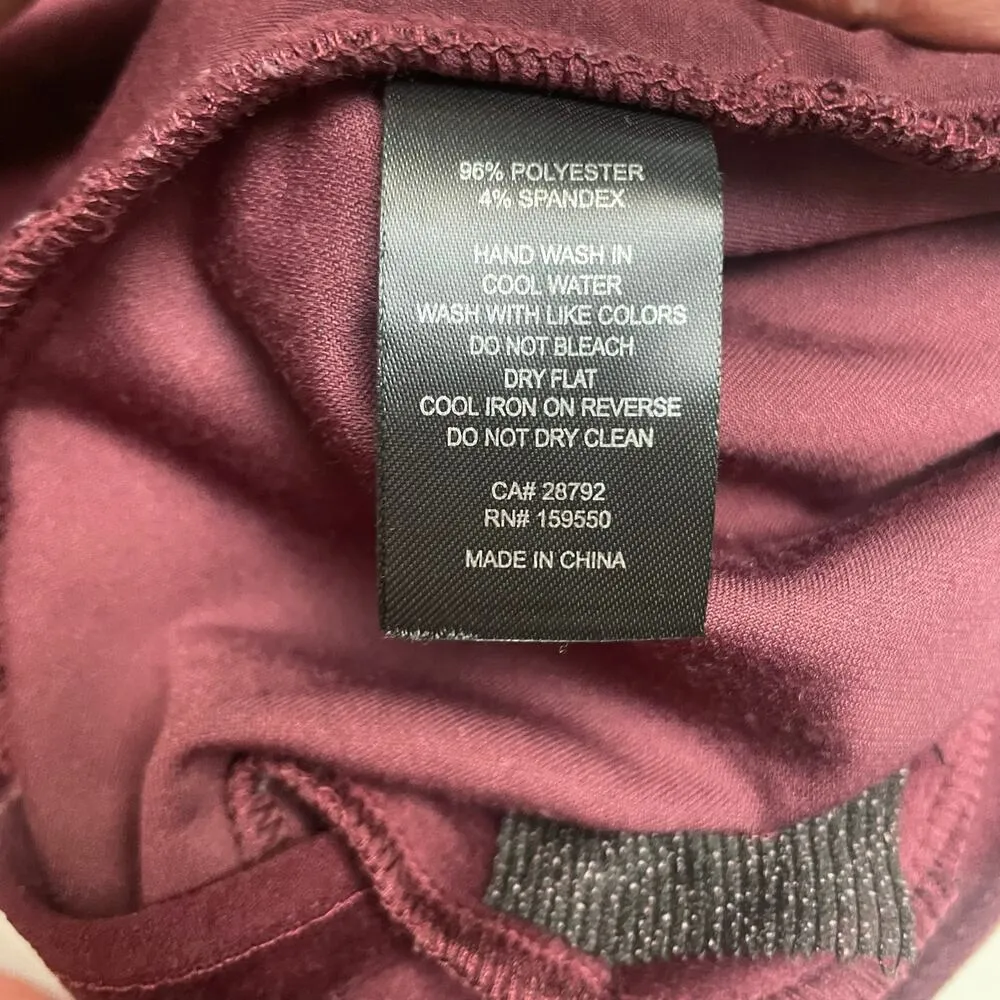 96% POLYESTER
4% SPANDEX
HAND WASH IN
COOL WATER
WASH WITH LIKE COLORS
DO NOT BLEACH
DRY FLAT
COOL IRON ON REVERSE
DO NOT DRY CLEAN
CA# 28792
RN# 159550
MADE IN CHINA